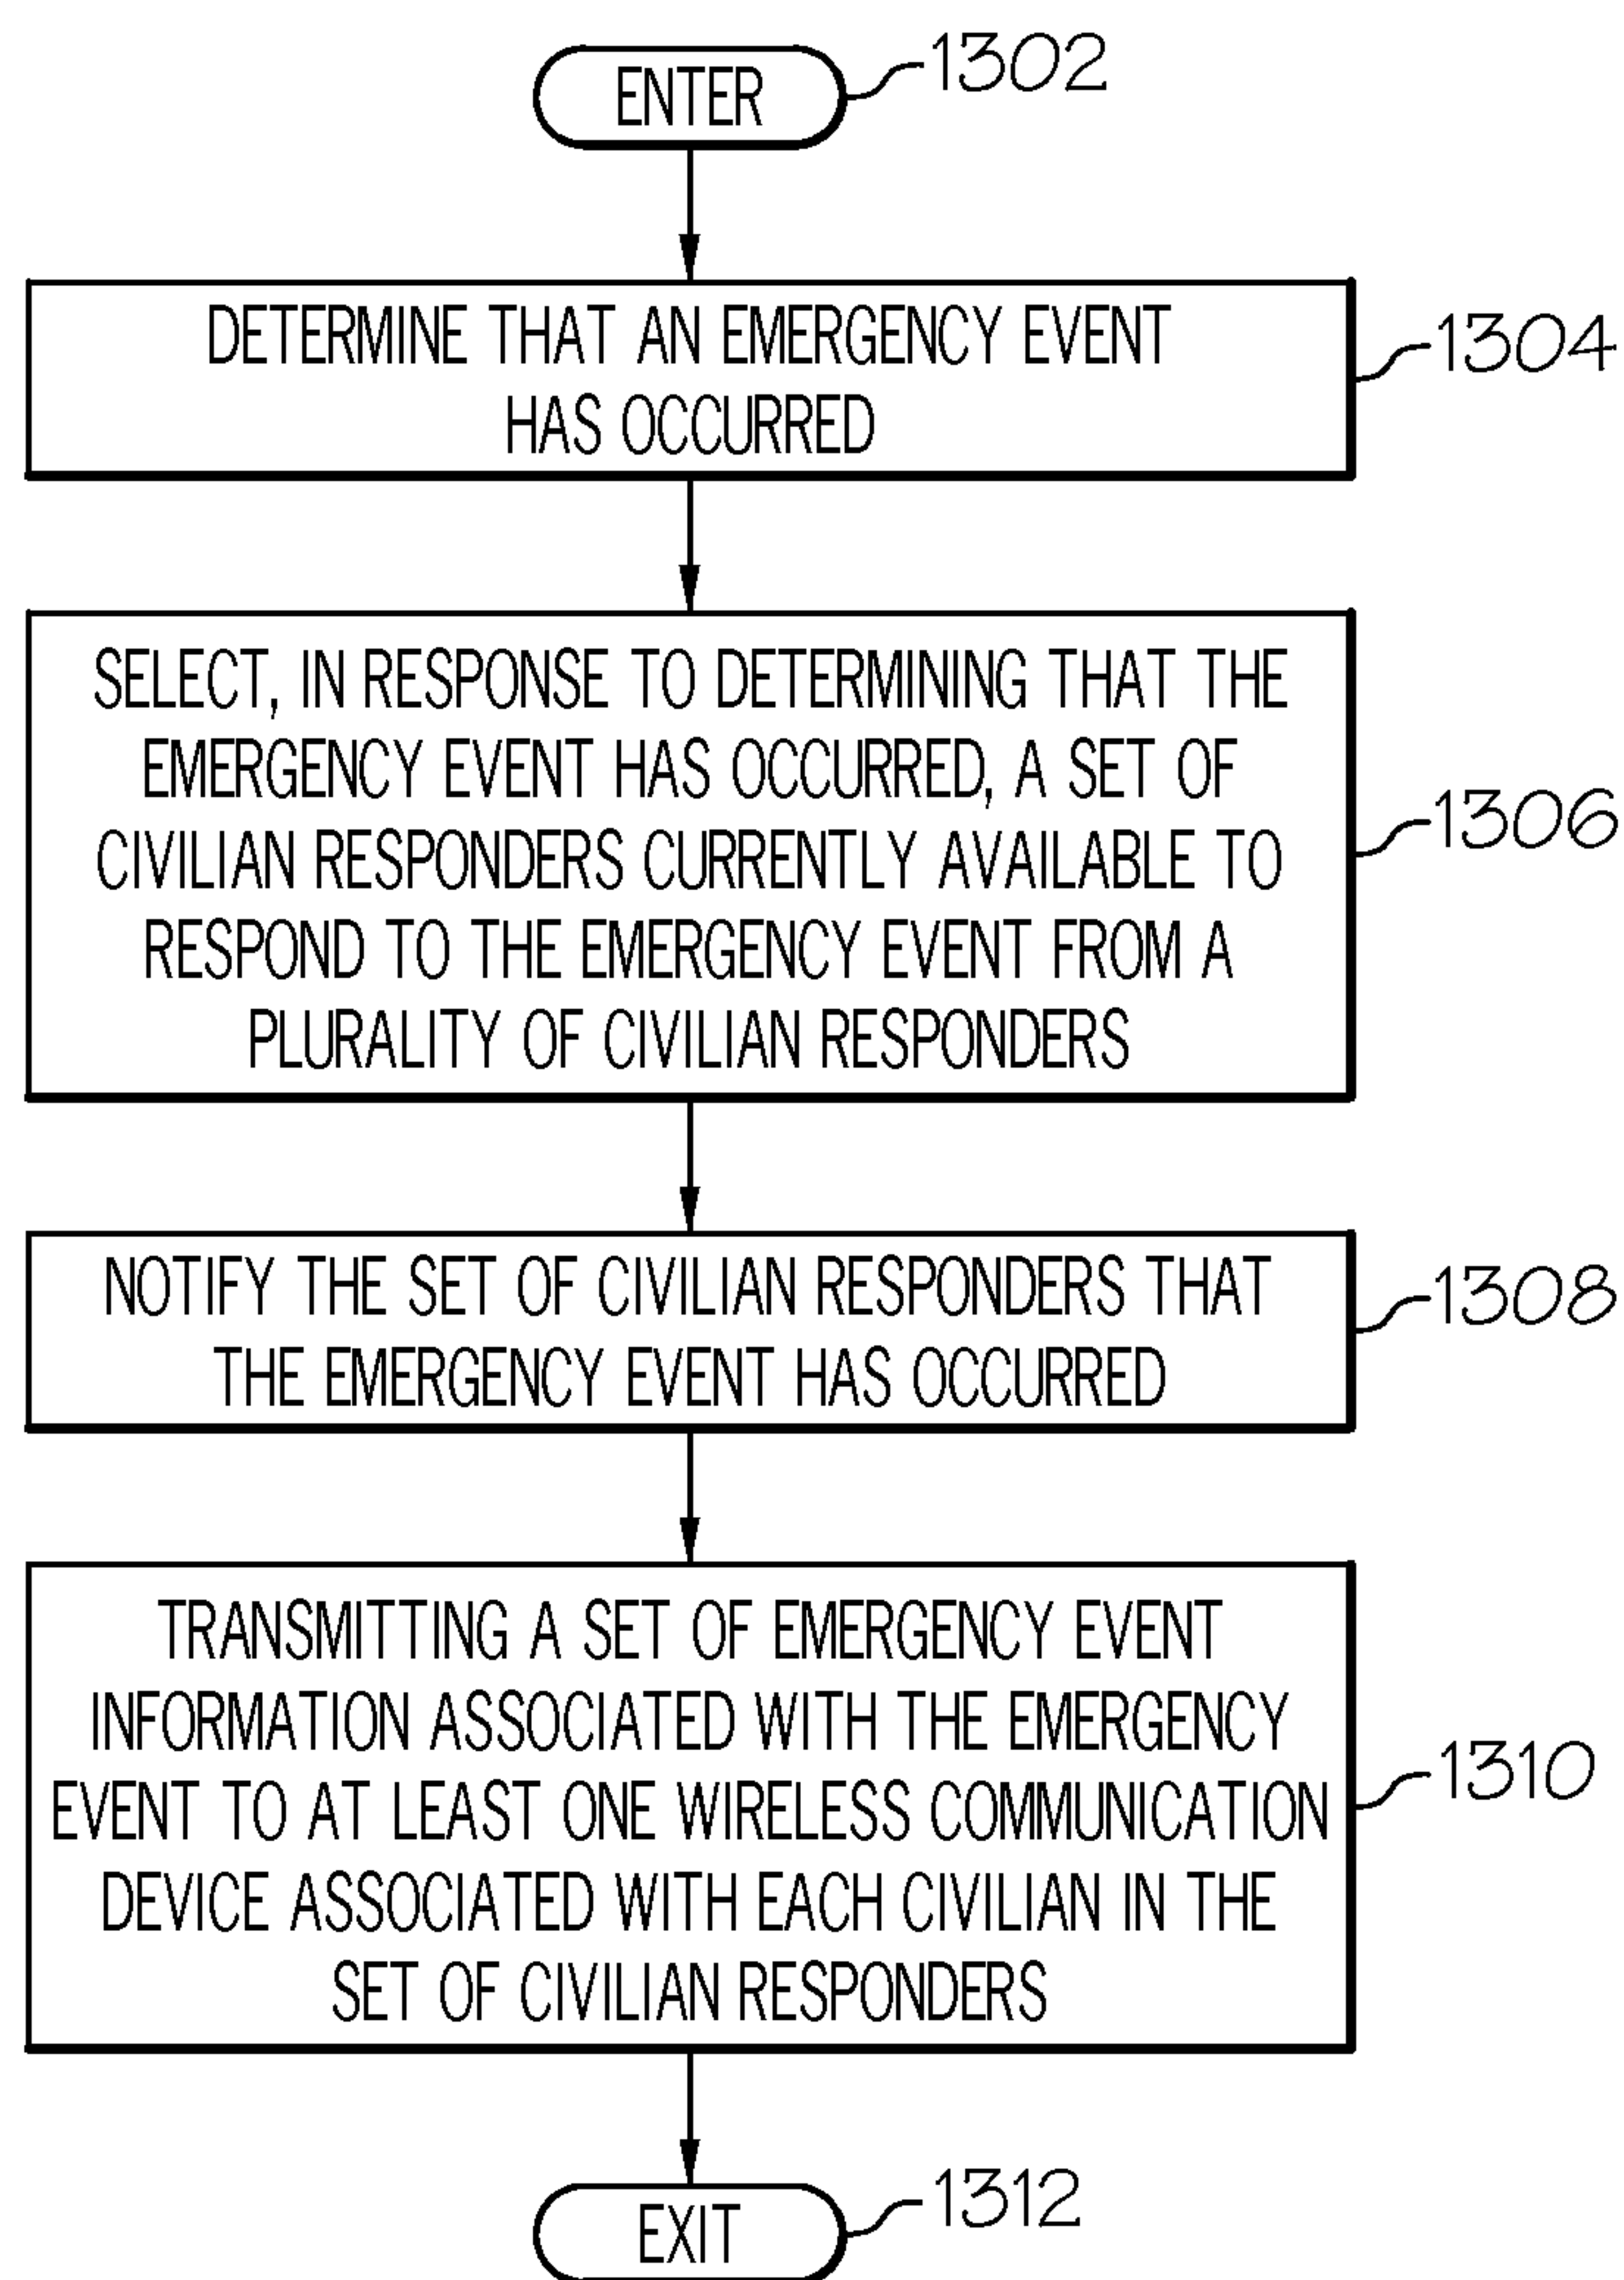 ENTER
1302
DETERMINE THAT AN EMERGENCY EVENT
HAS OCCURRED
1304
SELECT, IN RESPONSE TO DETERMINING THAT THE
EMERGENCY EVENT HAS OCCURRED, A SET OF
CIVILIAN RESPONDERS CURRENTLY AVAILABLE TO
RESPOND TO THE EMERGENCY EVENT FROM A
PLURALITY OF CIVILIAN RESPONDERS
1306
NOTIFY THE SET OF CIVILIAN RESPONDERS THAT
THE EMERGENCY EVENT HAS OCCURRED
1308
TRANSMITTING A SET OF EMERGENCY EVENT
INFORMATION ASSOCIATED WITH THE EMERGENCY
EVENT TO AT LEAST ONE WIRELESS COMMUNICATION
DEVICE ASSOCIATED WITH EACH CIVILIAN IN THE
SET OF CIVILIAN RESPONDERS
1310
EXIT
1312